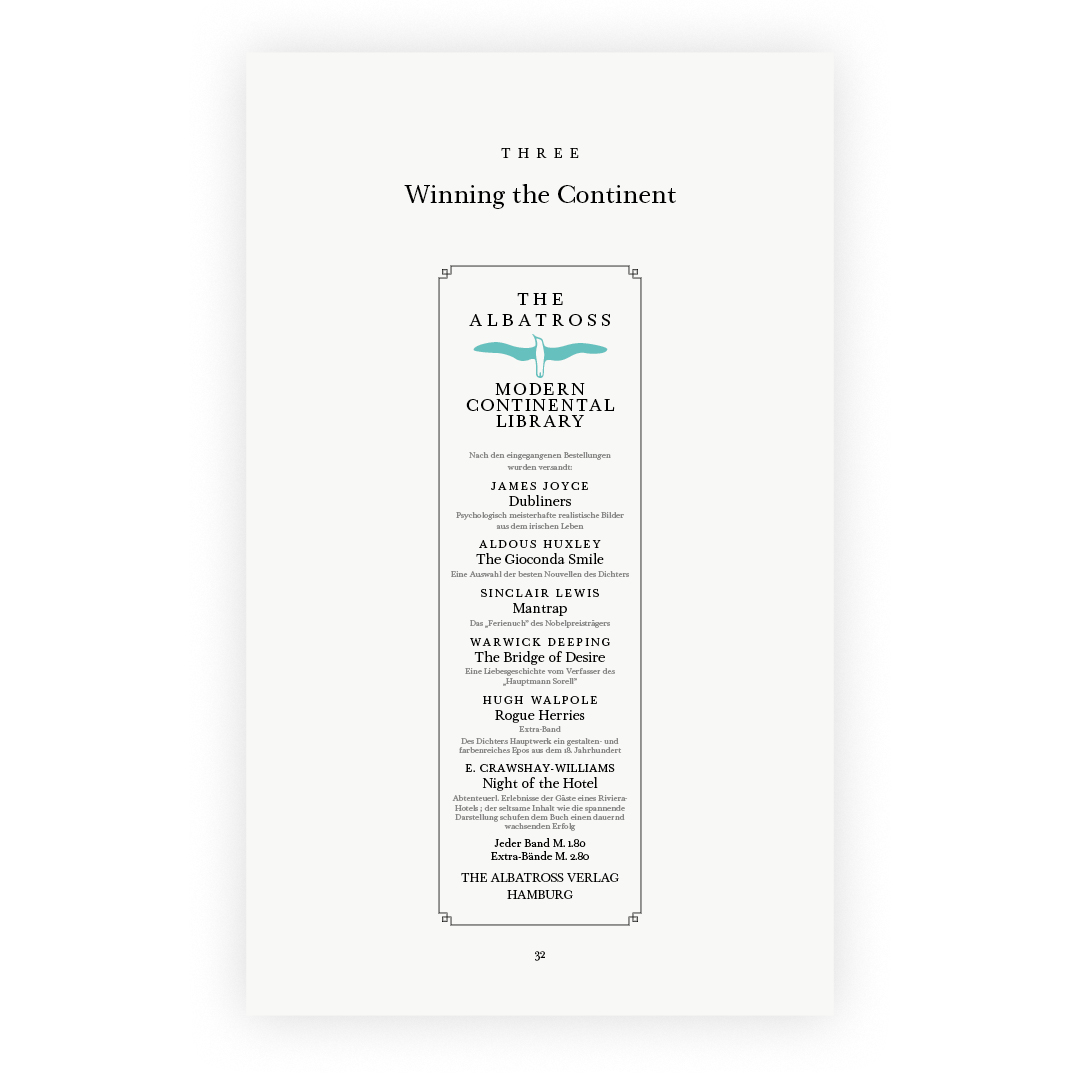 THREE
Winning the Continent
THE
ALBATROSS
MODERN
CONTINENTAL
LIBRARY
Nach den eingegangenen Bestellungen
wurden versandt:
JAMES JOYCE
Dubliners
Psychologisch meisterhafte realistische Bilder
aus dem irischen Leben
ALDOUS HUXLEY
The Gioconda Smile
Eine Auswahl der besten Nouvellen des Dichters
SINCLAIR LEWIS
Mantrap
Das „Ferienuch” des Nobelpreisträgers
WARWICK DEEPING
The Bridge of Desire
Eine Liebesgeschichte vom Verfasser des
„Hauptmann Sorell”
HUGH WALPOLE
Rogue Herries
Extra-Band
Des Dichters Hauptwerk ein gestalten- und
farbenreiches Epos aus dem 18. Jahrhundert
E. CRAWSHAY-WILLIAMS
Night of the Hotel
Abenteuerl. Erlebnisse der Gäste eines Riviera-
Hotels ; der seltsame Inhalt wie die spannende
Darstellung schufen dem Buch einen dauernd
wachsenden Erfolg
Jeder Band M. 1.80
Extra-Bände M. 2.80
THE ALBATROSS VERLAG
HAMBURG
32